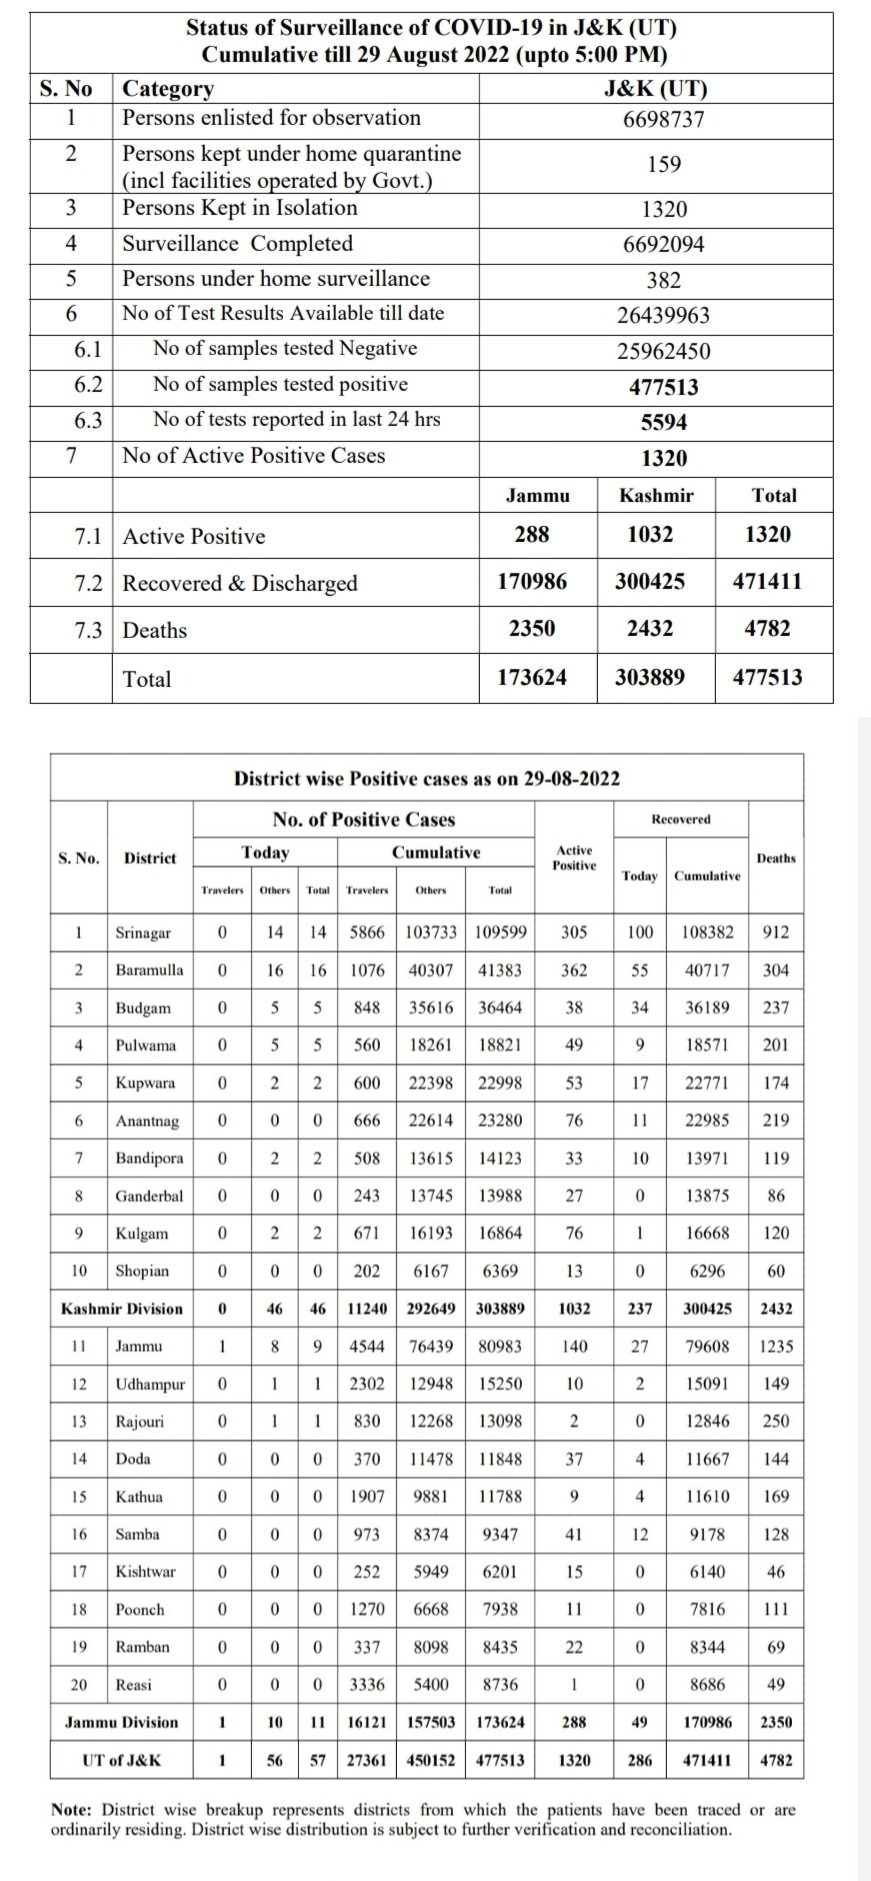 Status of Surveillance of COVID-19 in J&K (UT)
Cumulative till 29 August 2022 (upto 5:00 PM)
S. No Category J&K (UT)
1 Persons enlisted for observation 6698737
2 Persons kept under home quarantine
(incl facilities operated by Govt.) 159
3 Persons Kept in Isolation 1320
4 Surveillance Completed 6692094
5 Persons under home surveillance 382
6 No of Test Results Available till date 26439963
6.1 No of samples tested Negative 25962450
6.2 No of samples tested positive 477513
6.3 No of tests reported in last 24 hrs 5594
7 No of Active Positive Cases 1320
Jammu Kashmir Total
7.1 Active Positive 288 1032 1320
7.2 Recovered & Discharged 170986 300425 471411
7.3 Deaths 2350 2432 4782
Total 173624 303889 477513
District wise Positive cases as on 29-08-2022
S. No. District No. of Positive Cases Active Positive Recovered Deaths
Today Cumulative Today Cumulative
Travelers Others Total Travelers Others Total
1 Srinagar 0 14 14 5866 103733 109599 305 100 108382 912
2 Baramulla 0 16 16 1076 40307 41383 362 55 40717 304
3 Budgam 0 5 5 848 35616 36464 38 34 36189 237
4 Pulwama 0 5 5 560 18261 18821 49 9 18571 201
5 Kupwara 0 2 2 600 22398 22998 53 17 22771 174
6 Anantnag 0 0 0 666 22614 23280 76 11 22985 219
7 Bandipora 0 2 2 508 13615 14123 33 10 13971 119
8 Ganderbal 0 0 0 243 13745 13988 27 0 13875 86
9 Kulgam 0 2 2 671 16193 16864 76 1 16668 120
10 Shopian 0 0 0 202 6167 6369 13 0 6296 60
Kashmir Division 0 46 46 11240 292649 303889 1032 237 300425 2432
11 Jammu 1 8 9 4544 76439 80983 140 27 79608 1235
12 Udhampur 0 1 1 2302 12948 15250 10 2 15091 149
13 Rajouri 0 1 1 830 12268 13098 2 0 12846 250
14 Doda 0 0 0 370 11478 11848 37 4 11667 144
15 Kathua 0 0 0 1907 9881 11788 9 4 11610 169
16 Samba 0 0 0 973 8374 9347 41 12 9178 128
17 Kishtwar 0 0 0 252 5949 6201 15 0 6140 46
18 Poonch 0 0 0 1270 6668 7938 11 0 7816 111
19 Ramban 0 0 0 337 8098 8435 22 0 8344 69
20 Reasi 0 0 0 3336 5400 8736 1 0 8686 49
Jammu Division 1 10 11 16121 157503 173624 288 49 170986 2350
UT of J&K 1 56 57 27361 450152 477513 1320 286 471411 4782
Note: District wise breakup represents districts from which the patients have been traced or are
ordinarily residing. District wise distribution is subject to further verification and reconciliation.